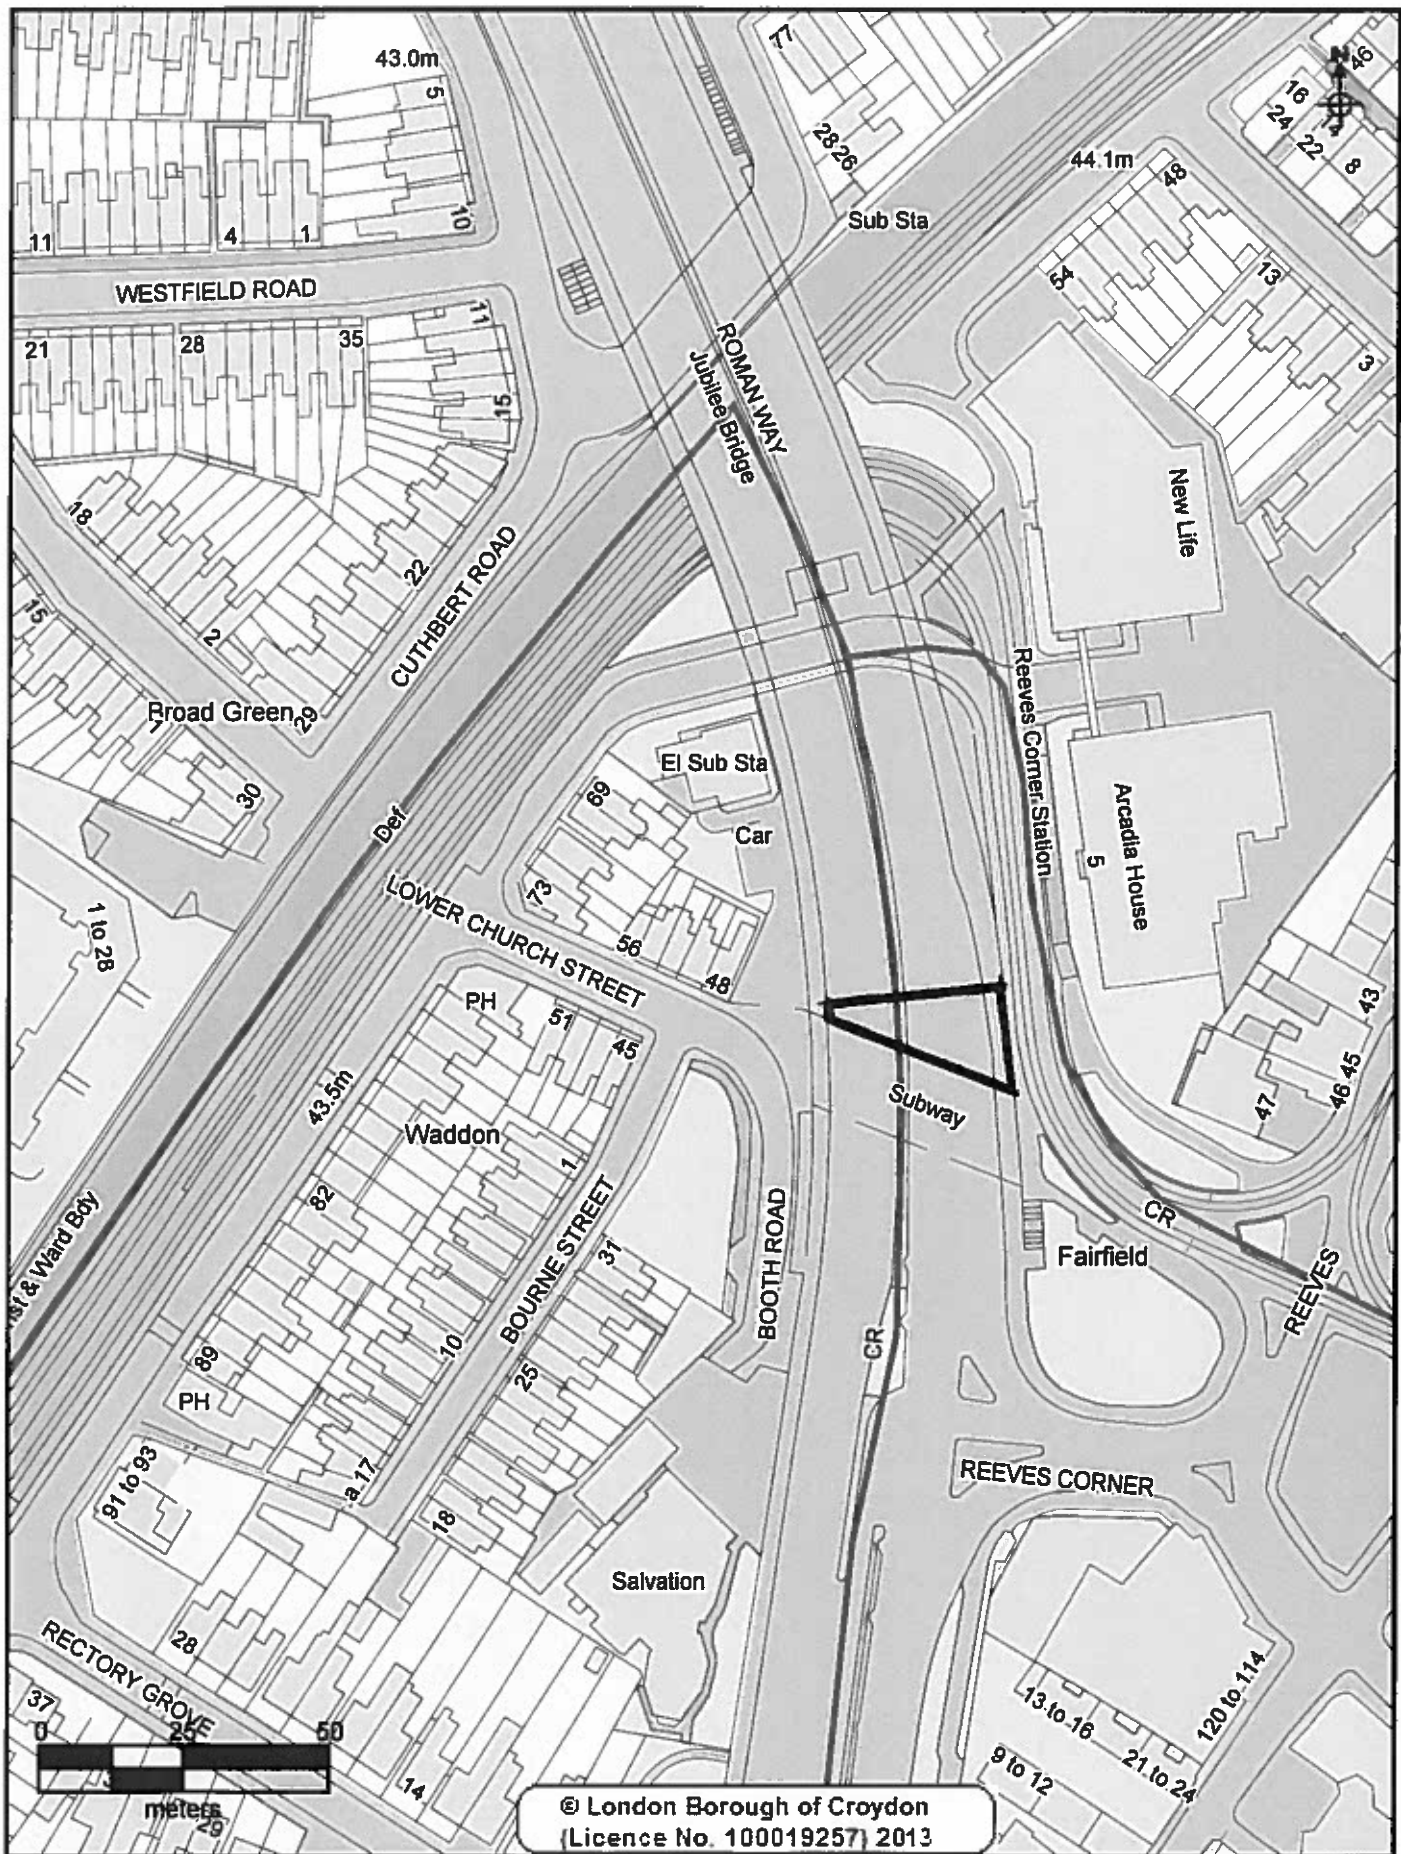 77
46
43.0m
5
16
24
22
8
28 26
44.1m
48
10
Sub Sta
11
4
1
54
13
WESTFIELD ROAD
11
21
28
35
3
ROMAN WAY
Jubilee Bridge
15
New Life
18
22
CUTHBERT ROAD
15
2
Reeves Corner Station
Broad Green
29
El Sub Sta
69
30
Def
Car
5
Arcadia House
LOWER CHURCH STREET
73
1 to 28
56
48
PH
51
45
43
43.5m
Subway
Waddon
46 45
47
1
82
BOURNE STREET
BOOTH ROAD
CR
Fairfield
31
REEVES
& Ward Bdy
CR
10
89
25
PH
REEVES CORNER
91 to 93
a 17
18
Salvation
28
RECTORY GROVE
120 to 114
13 to 16
37
0 25 50
21 to 24
9 to 12
14
meters
29
© London Borough of Croydon
(Licence No. 100019257) 2013